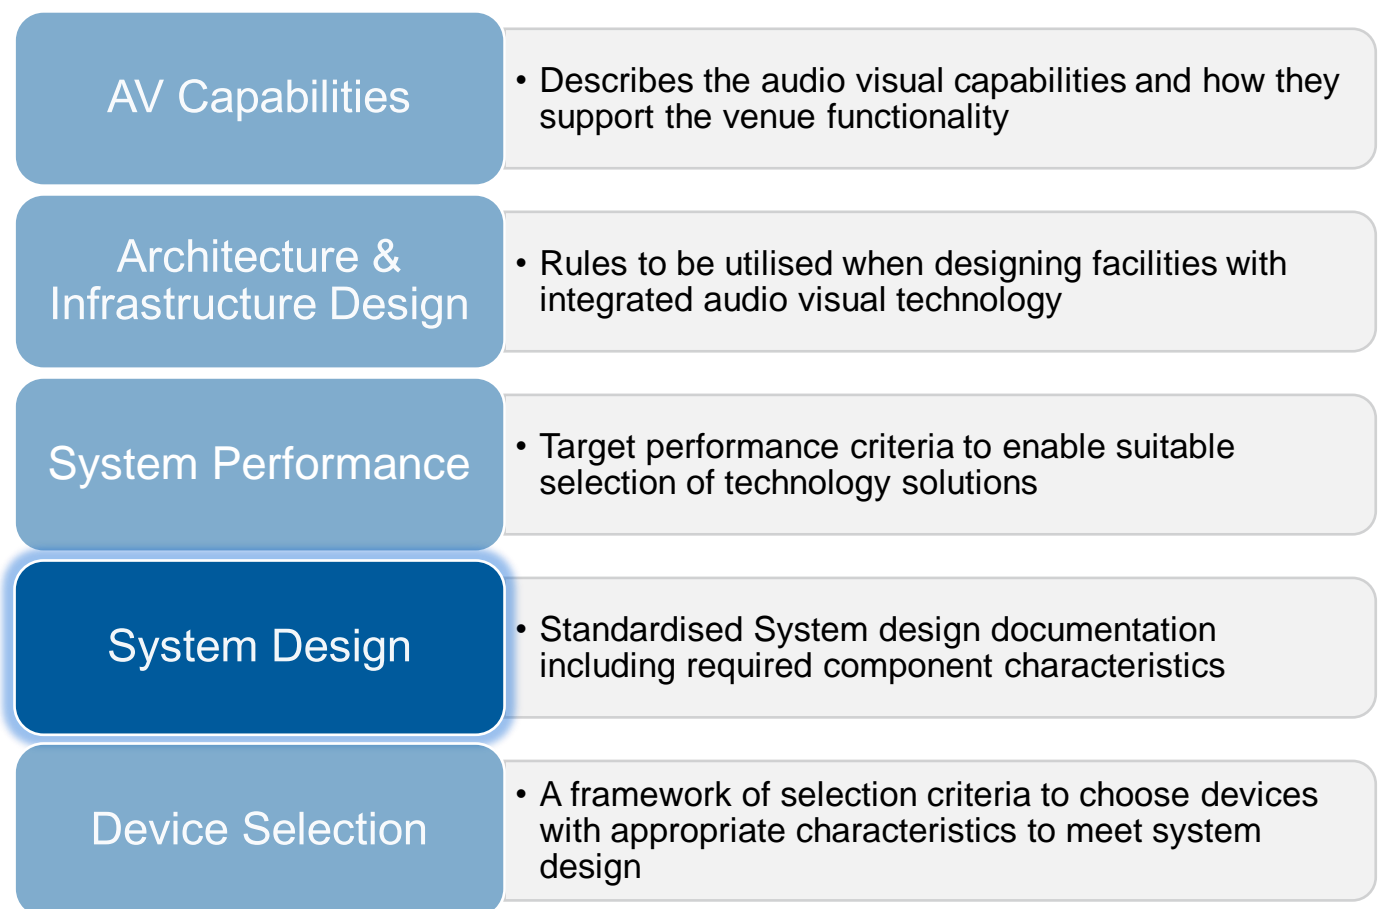 AV Capabilities
• Describes the audio visual capabilities and how they
support the venue functionality
Architecture &
Infrastructure Design
• Rules to be utilised when designing facilities with
integrated audio visual technology
System Performance
• Target performance criteria to enable suitable
selection of technology solutions
System Design
• Standardised System design documentation
including required component characteristics
Device Selection
• A framework of selection criteria to choose devices
with appropriate characteristics to meet system
design